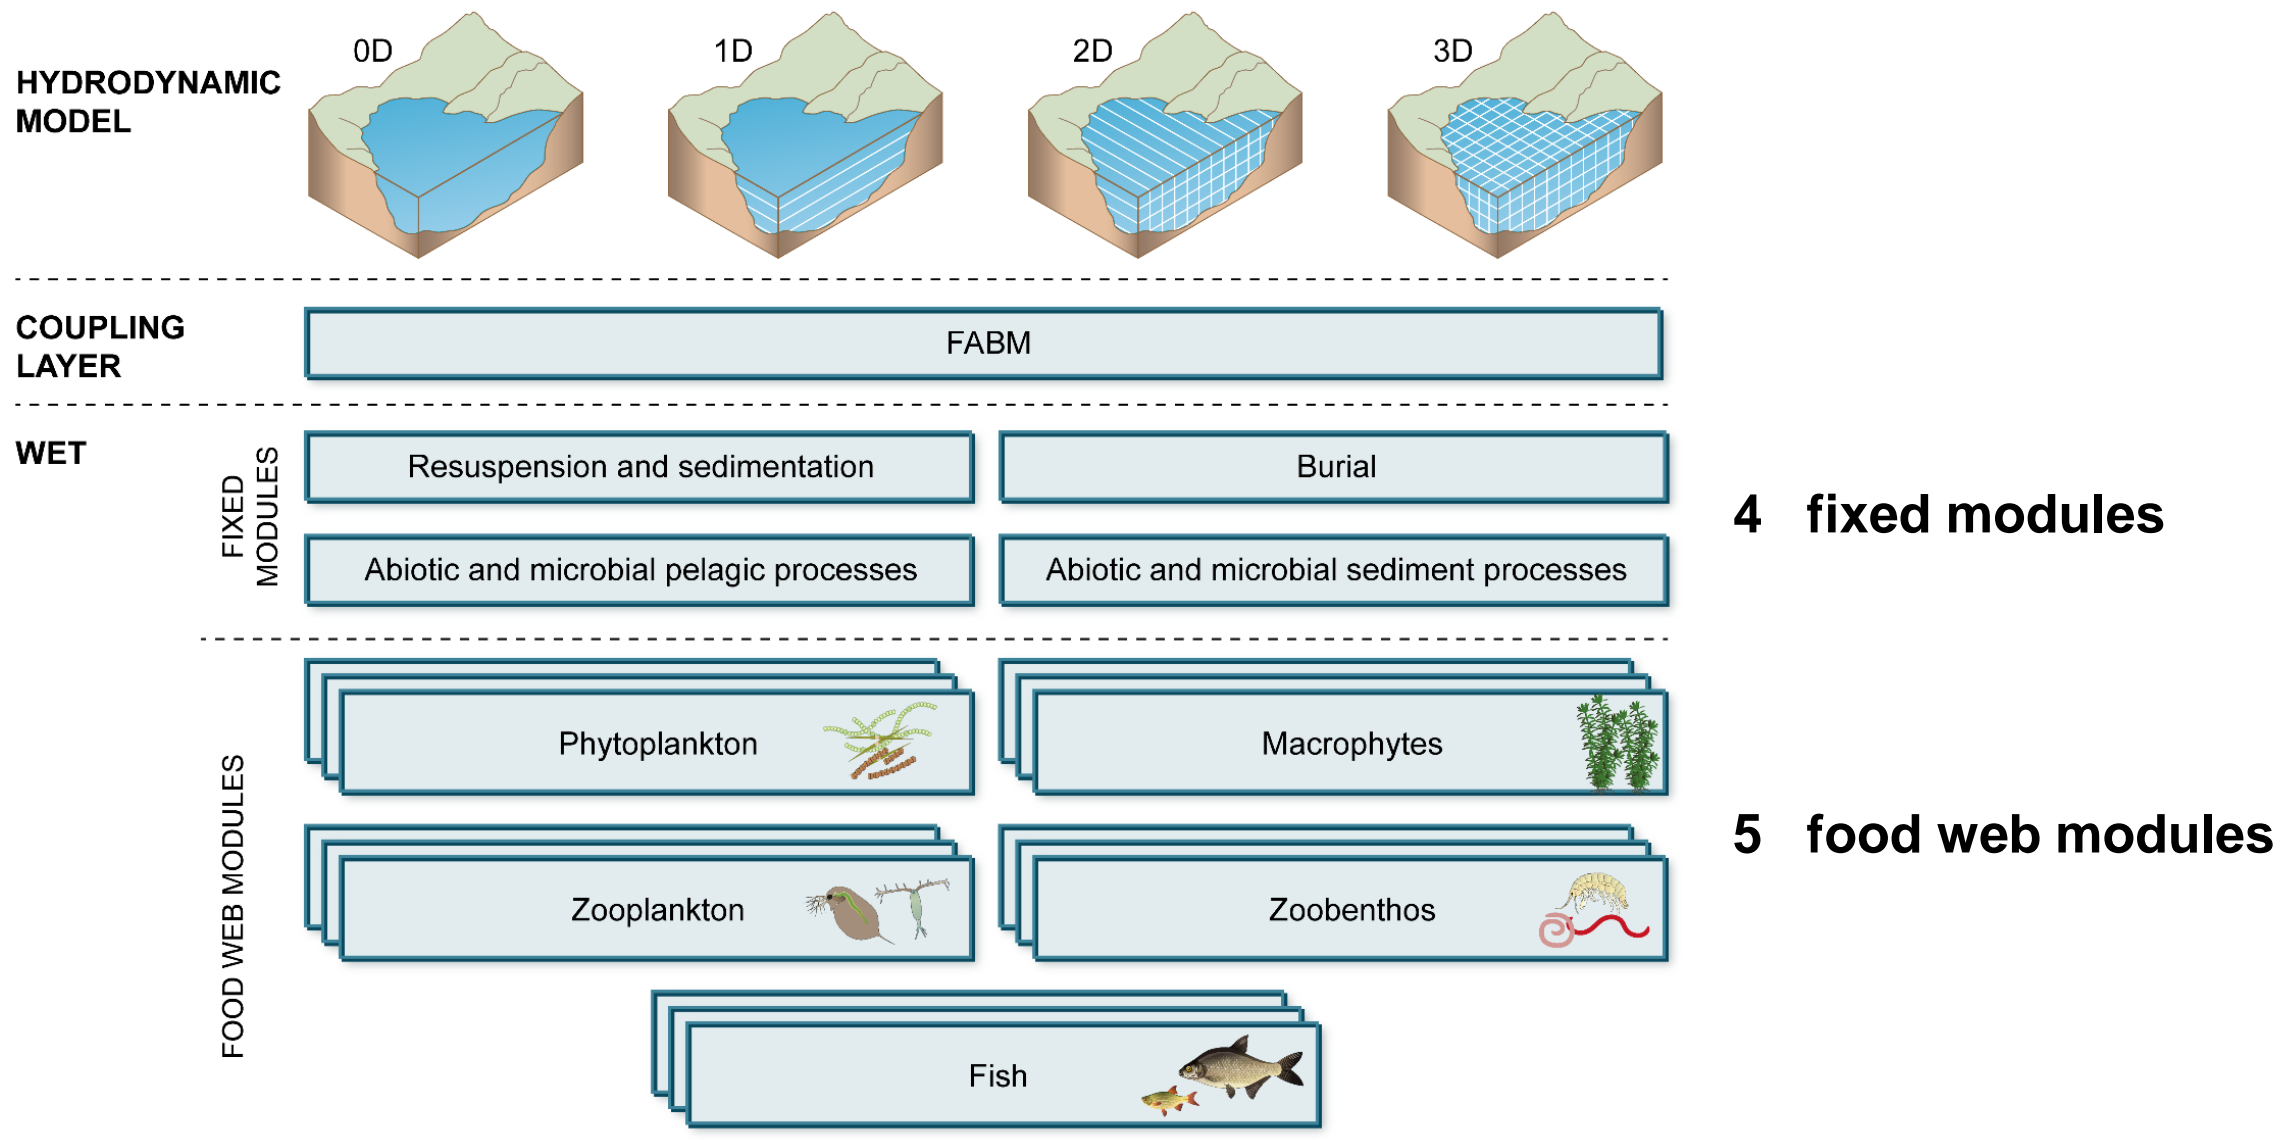 0D
1D
2D
3D
HYDRODYNAMIC
MODEL
COUPLING
LAYER
FABM
WET
FIXED
MODULES
Resuspension and sedimentation
Burial
Abiotic and microbial pelagic processes
Abiotic and microbial sediment processes
4 fixed modules
FOOD WEB MODULES
Phytoplankton
Macrophytes
Zooplankton
Zoobenthos
Fish
5 food web modules